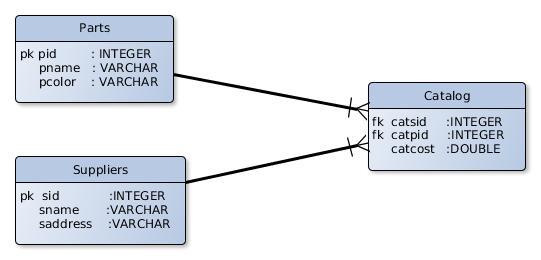 Parts
pk pid : INTEGER
pname : VARCHAR
pcolor : VARCHAR
Catalog
fk catsid :INTEGER
fk catpid :INTEGER
catcost :DOUBLE
Suppliers
pk sid :INTEGER
sname :VARCHAR
saddress :VARCHAR